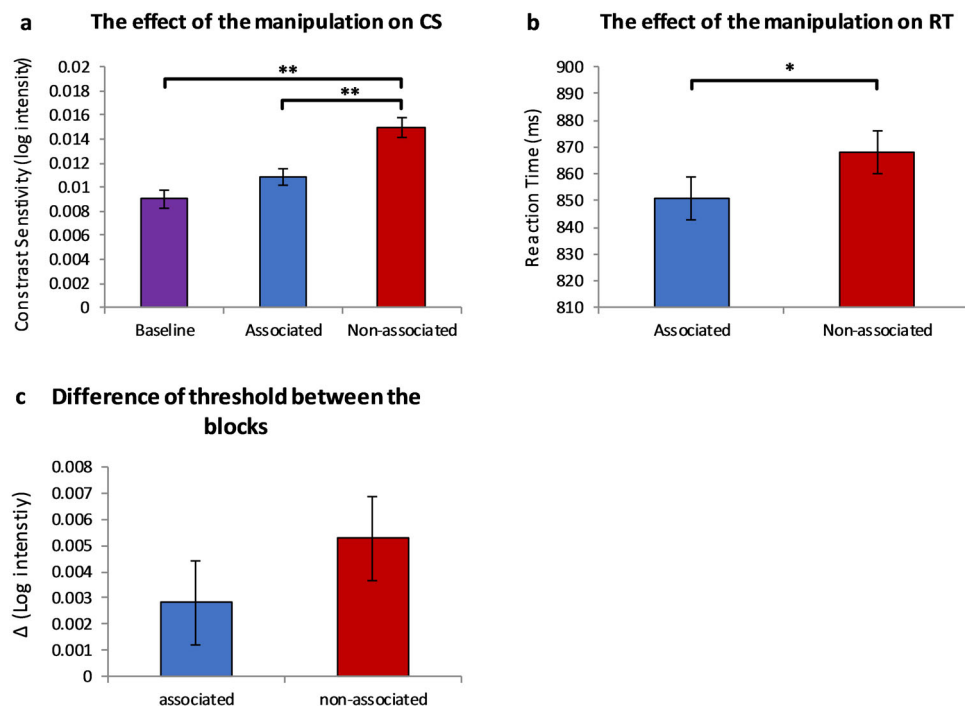 a The effect of the manipulation on CS
Constrast Senstivity (log intensity)
0.02
0.018
0.016
0.014
0.012
0.01
0.008
0.006
0.004
0.002
0
**
**
Baseline
Associated
Non-associated
b The effect of the manipulation on RT
Reaction Time (ms)
900
890
880
870
860
850
840
830
820
810
*
Associated
Non-associated
c Difference of threshold between the
blocks
Δ (Log intenstiy)
0.008
0.007
0.006
0.005
0.004
0.003
0.002
0.001
0
associated
non-associated